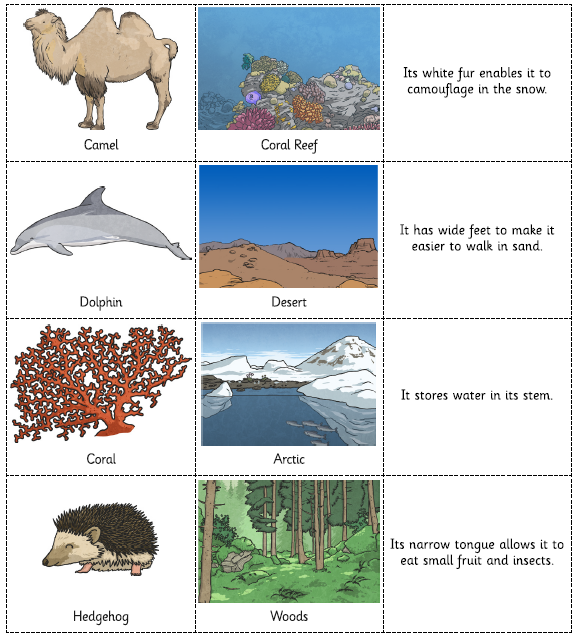 Its white fur enables it to
camouflage in the snow.
Camel
Coral Reef
It has wide feet to make it
easier to walk in sand.
Dolphin
Desert
It stores water in its stem.
Coral
Arctic
Its narrow tongue allows it to
eat small fruit and insects.
Hedgehog
Woods